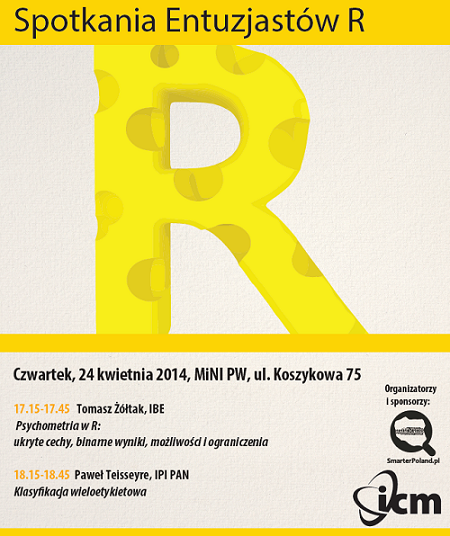 Spotkania Entuzjastów R
R
Czwartek, 24 kwietnia 2014, MiNI PW, ul. Koszykowa 75
17.15-17.45 Tomasz Żółtak, IBE
Psychometria w R:
ukryte cechy, binarne wyniki, możliwości i ograniczenia
18.15-18.45 Paweł Teisseyre, IPI PAN
Klasyfikacja wieloetykietowa
Organizatorzy
i sponsorzy:
SmarterPoland.pl
icm